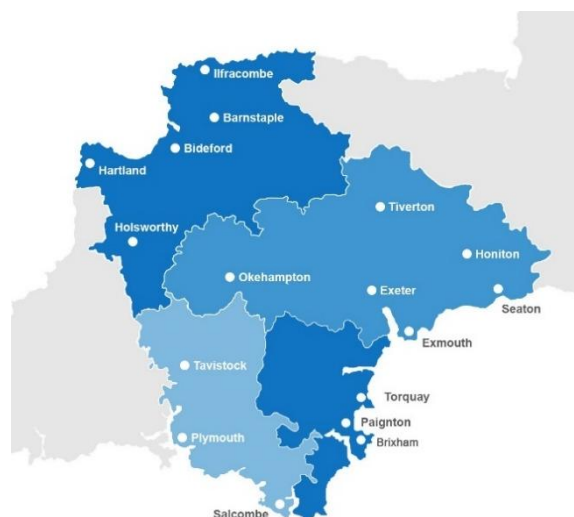 Ilfracombe
Barnstaple
Bideford
Hartland
Tiverton
Holsworthy
Honiton
Okehampton
Exeter
Seaton
Exmouth
Tavistock
Torquay
Paignton
Plymouth
Brixham
Salcombe